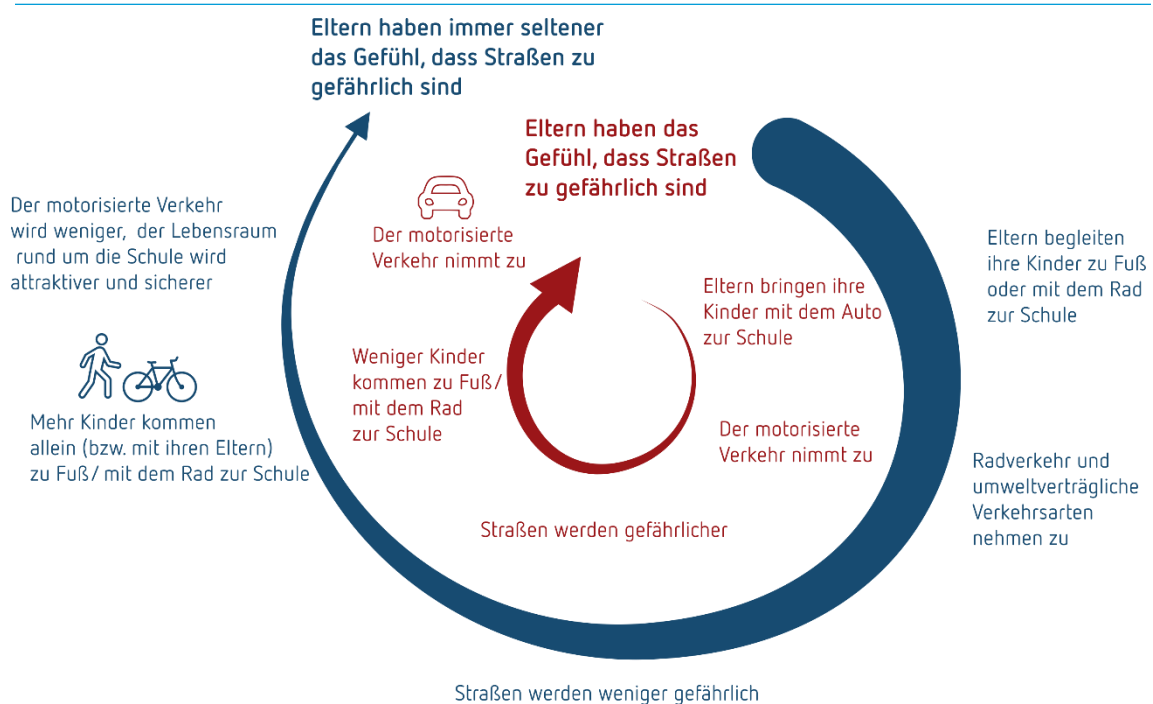 Eltern haben immer seltener
das Gefühl, dass Straßen zu
gefährlich sind
Eltern haben das
Gefühl, dass Straßen
zu gefährlich sind
Der motorisierte Verkehr
wird weniger, der Lebensraum
rund um die Schule wird
attraktiver und sicherer
Der motorisierte
Verkehr nimmt zu
Eltern begleiten
ihre Kinder zu Fuß
oder mit dem Rad
zur Schule
Eltern bringen ihre
Kinder mit dem Auto
zur Schule
Weniger Kinder
kommen zu Fuß/
mit dem Rad
zur Schule
Mehr Kinder kommen
allein (bzw. mit ihren Eltern)
zu Fuß/ mit dem Rad zur Schule
Der motorisierte
Verkehr nimmt zu
Radverkehr und
umweltverträgliche
Verkehrsarten
nehmen zu
Straßen werden gefährlicher
Straßen werden weniger gefährlich